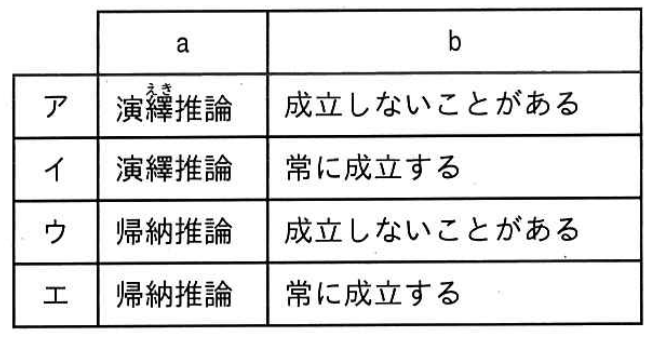 a b
ア 演繹推論 成立しないことがある
えき
イ 演繹推論 常に成立する
ウ 帰納推論 成立しないことがある
エ 帰納推論 常に成立する